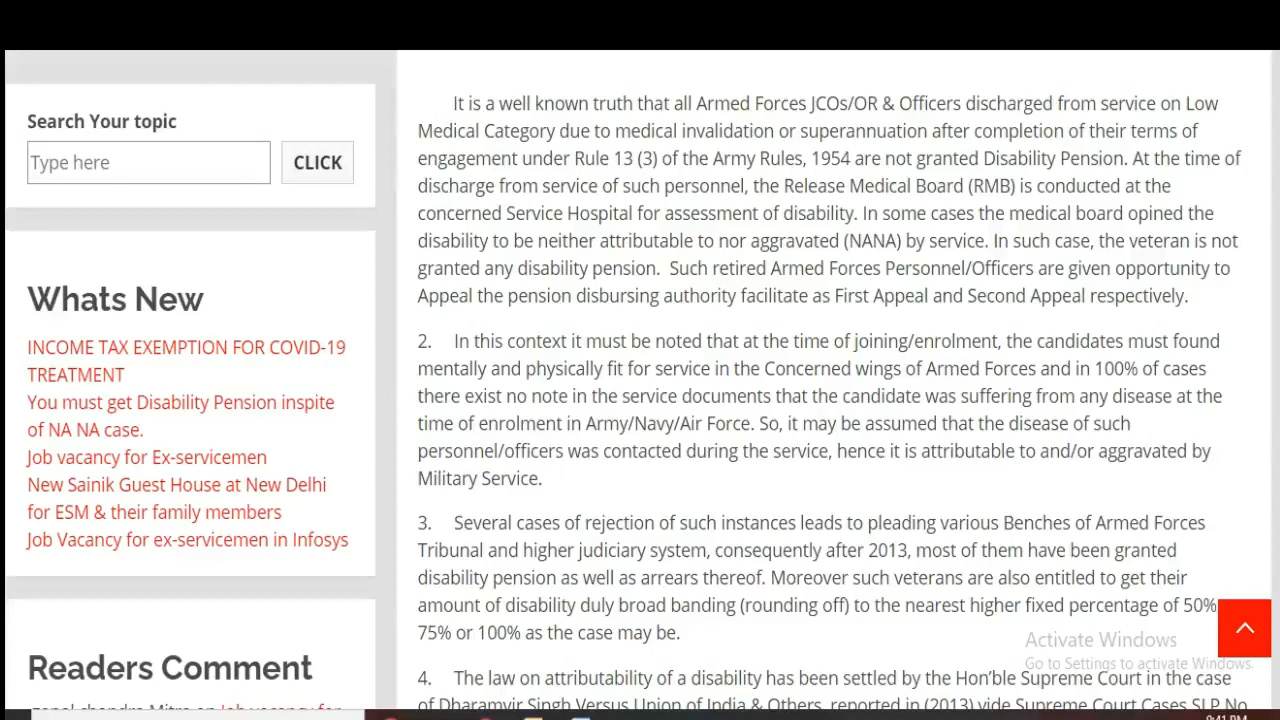 Search Your topic
Type here
CLICK
Whats New
INCOME TAX EXEMPTION FOR COVID-19
TREATMENT
You must get Disability Pension inspite
of NA NA case.
Job vacancy for Ex-servicemen
New Sainik Guest House at New Delhi
for ESM & their family members
Job Vacancy for ex-servicemen in Infosys
Readers Comment
It is a well known truth that all Armed Forces JCOs/OR & Officers discharged from service on Low
Medical Category due to medical invalidation or superannuation after completion of their terms of
engagement under Rule 13 (3) of the Army Rules, 1954 are not granted Disability Pension. At the time of
discharge from service of such personnel, the Release Medical Board (RMB) is conducted at the
concerned Service Hospital for assessment of disability. In some cases the medical board opined the
disability to be neither attributable to nor aggravated (NANA) by service. In such case, the veteran is not
granted any disability pension.  Such retired Armed Forces Personnel/Officers are given opportunity to
Appeal the pension disbursing authority facilitate as First Appeal and Second Appeal respectively.
2. In this context it must be noted that at the time of joining/enrolment, the candidates must found
mentally and physically fit for service in the Concerned wings of Armed Forces and in 100% of cases
there exist no note in the service documents that the candidate was suffering from any disease at the
time of enrolment in Army/Navy/Air Force. So, it may be assumed that the disease of such
personnel/officers was contacted during the service, hence it is attributable to and/or aggravated by
Military Service.
3. Several cases of rejection of such instances leads to pleading various Benches of Armed Forces
Tribunal and higher judiciary system, consequently after 2013, most of them have been granted
disability pension as well as arrears thereof. Moreover such veterans are also entitled to get their
amount of disability duly broad banding (rounding off) to the nearest higher fixed percentage of 50%
75% or 100% as the case may be.
4. The law on attributability of a disability has been settled by the Hon'ble Supreme Court in the case
of Dharamvir Singh Versus Union of India & Others, reported in (2013) vide Supreme Court Cases SLP No
Activate Windows
Go to Settings to activate Windows.